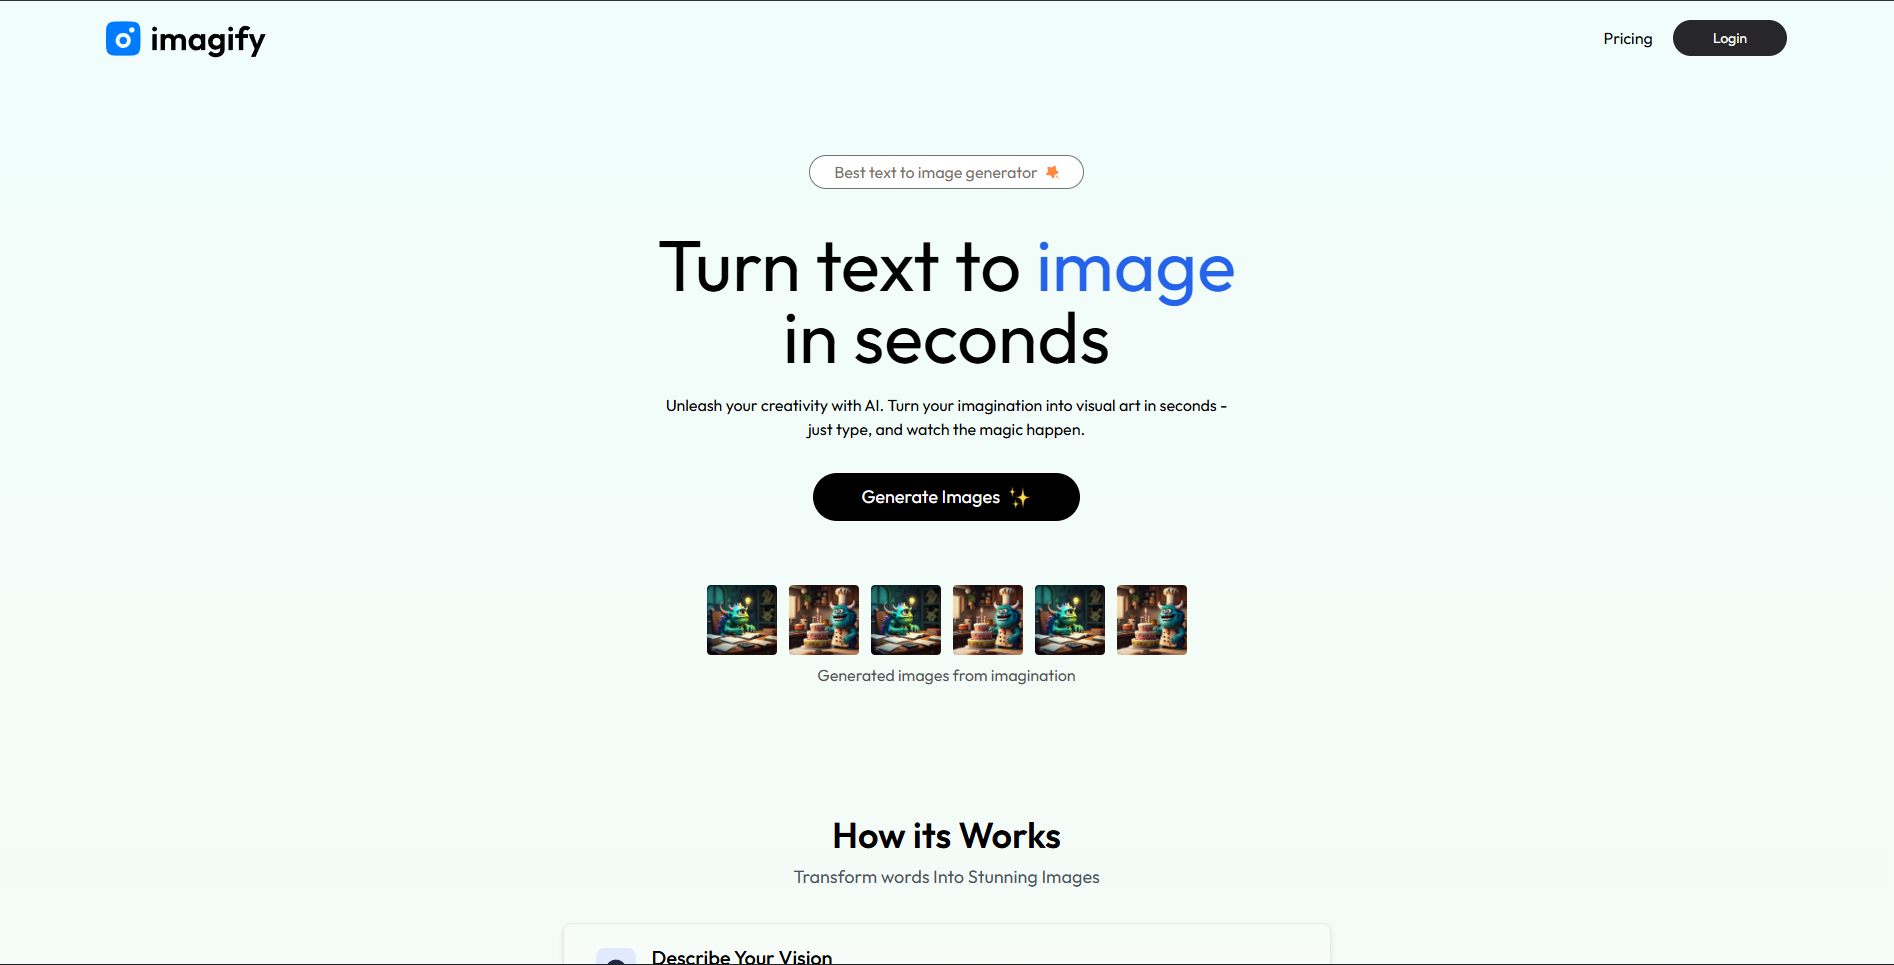 imagify
Pricing
Login
Best text to image generator
Turn text to image
in seconds
Unleash your creativity with AI. Turn your imagination into visual art in seconds -
just type, and watch the magic happen.
Generate Images ✨
Generated images from imagination
How its Works
Transform words Into Stunning Images
Describe Your Vision